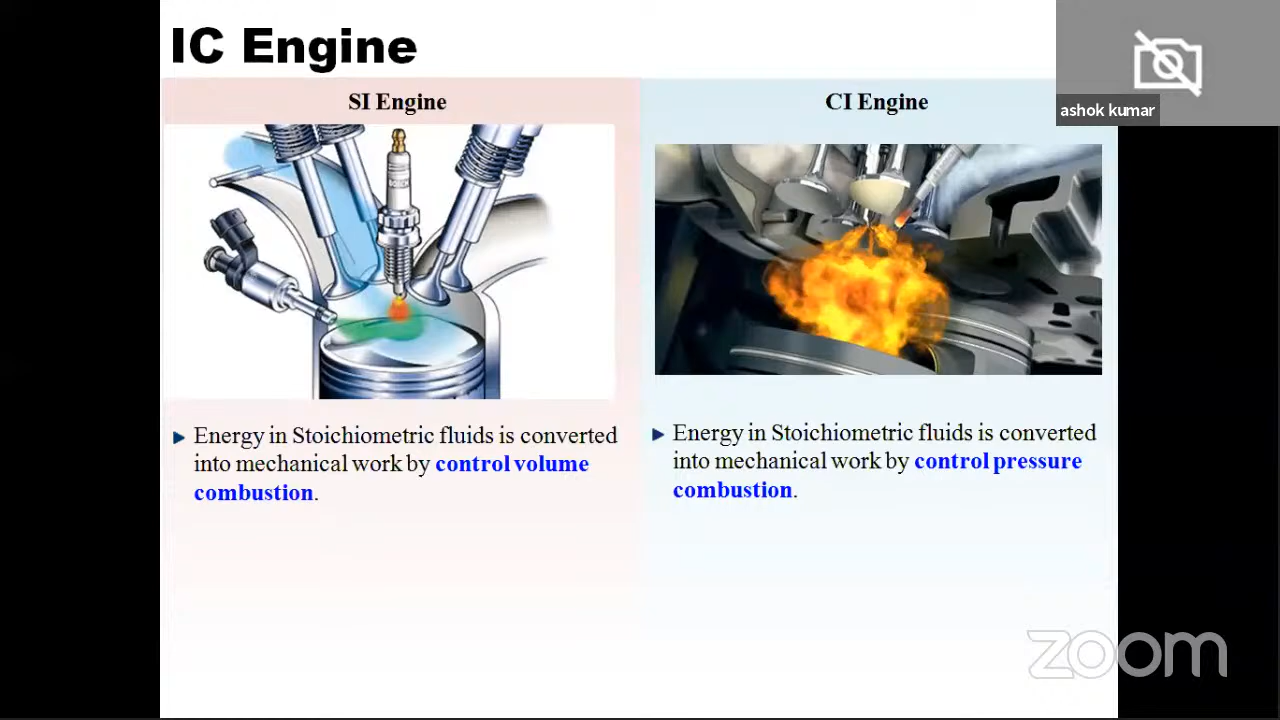 IC Engine
SI Engine
CI Engine
ashok kumar
Energy in Stoichiometric fluids is converted
into mechanical work by control volume
combustion.
Energy in Stoichiometric fluids is converted
into mechanical work by control pressure
combustion.
zoom